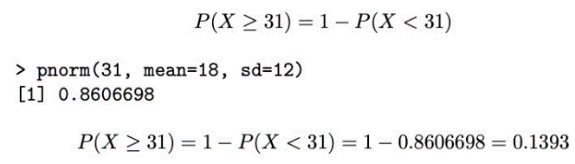 P(X ≥ 31) = 1 − P(X < 31)
> pnorm(31, mean=18, sd=12)
[1] 0.8606698
P(X ≥ 31) = 1 − P(X < 31) = 1 − 0.8606698 = 0.1393